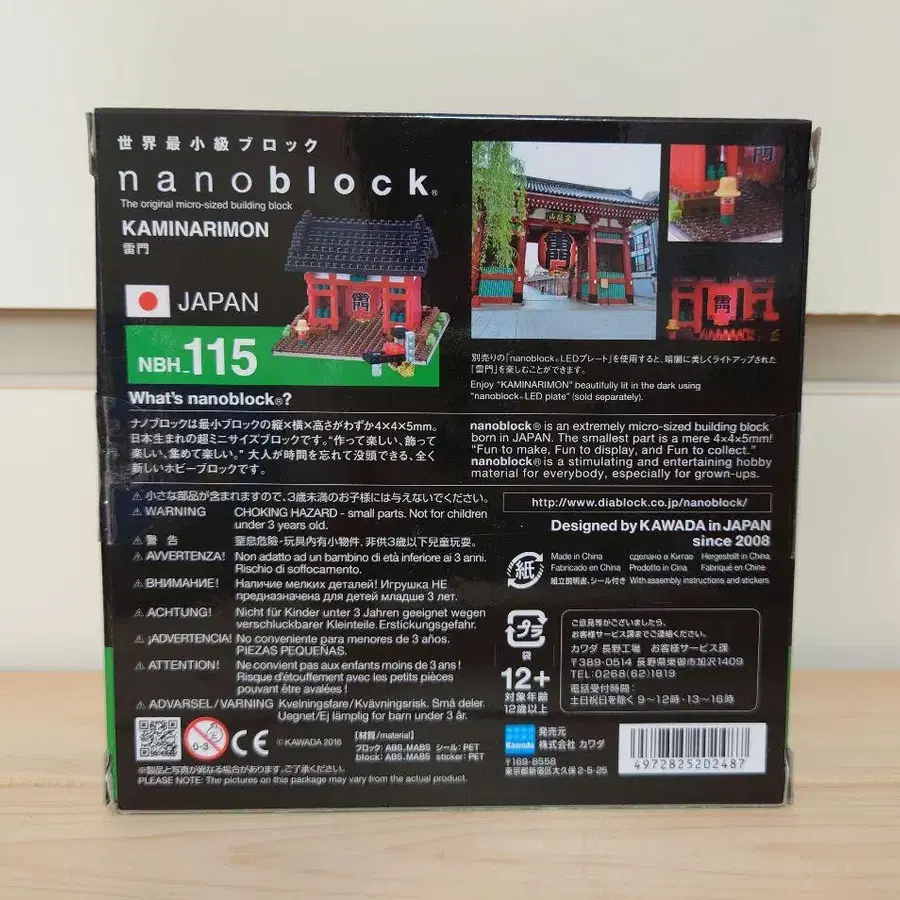 世界最小級ブロック
nanoblock®
The original micro-sized building block
KAMINARIMON
雷門
JAPAN
NBH_115
雷門
金龍山
雷門
門
雷門
別売りの「nanoblock®LEDプレート」を使用すると、暗闇に美しくライトアップされた
「雷門」を楽しむことができます。
Enjoy "KAMINARIMON" beautifully lit in the dark using
"nanoblock®LED plate" (sold separately).
What's nanoblock®?
ナノブロックは最小ブロックの縦×横×高さがわずか4×4×5mm。
日本生まれの超ミニサイズブロックです。"作って楽しい、飾って
楽しい、集めて楽しい。" 大人が時間を忘れて没頭できる、全く
新しいホビーブロックです。
nanoblock® is an extremely micro-sized building block
born in JAPAN. The smallest part is a mere 4×4×5mm!
"Fun to make, Fun to display, and Fun to collect."
nanoblock® is a stimulating and entertaining hobby
material for everybody, especially for grown-ups.
⚠小さな部品が含まれますので、3歳未満のお子様には与えないでください。
⚠WARNING CHOKING HAZARD - small parts. Not for children
under 3 years old.
⚠警 告 窒息危險・玩具內有小物件, 非供3歲以下兒童玩耍。
⚠AVVERTENZA! Non adatto ad un bambino di età inferiore ai 3 anni.
Rischio di soffocamento.
⚠ВНИМАНИЕ! Наличие мелких деталей! Игрушка НЕ
предназначена для детей младше 3 лет.
⚠ACHTUNG! Nicht für Kinder unter 3 Jahren geeignet wegen
verschluckbarer Kleinteile. Erstickungsgefahr.
⚠¡ADVERTENCIA! No conveniente para menores de 3 años.
PIEZAS PEQUEÑAS.
⚠ATTENTION! Ne convient pas aux enfants moins de 3 ans!
Risque d'étouffement avec les petits pièces
pouvant être avalées!
⚠ADVARSEL/VARNING Kvelningsfare/Kvävningsrisk. Små deler.
Uegnet/Ej lämplig for barn under 3 år.
http://www.diablock.co.jp/nanoblock/
Designed by KAWADA in JAPAN
since 2008
紙
Made in China сделано в Китае Hergestellt in China
Fabricado en China Prodotto in Cina Fabriqué en Chine
組立説明書、シール付き With assembly instructions and stickers
プラ
袋
12+
対象年齢
12歳以上
ご意見等がございましたら、
お客様サービス課までご連絡ください。
カワダ 長野工場 お客様サービス課
〒389-0514 長野県東御市加沢1409
TEL0268(62)1819
電話受付時間:
土日祝日を除く 9～12時・13～16時
0-3
CE
©KAWADA 2016
【材質/material】
ブロック: ABS,MABS シール: PET
block: ABS,MABS sticker: PET
※製品と写真が異なる場合があります。ご了承ください。
PLEASE NOTE: The pictures on this package may vary from the actual product.
Kawada
発売元
株式会社 カワダ
〒169-8558
東京都新宿区大久保2-5-25
4972825202487